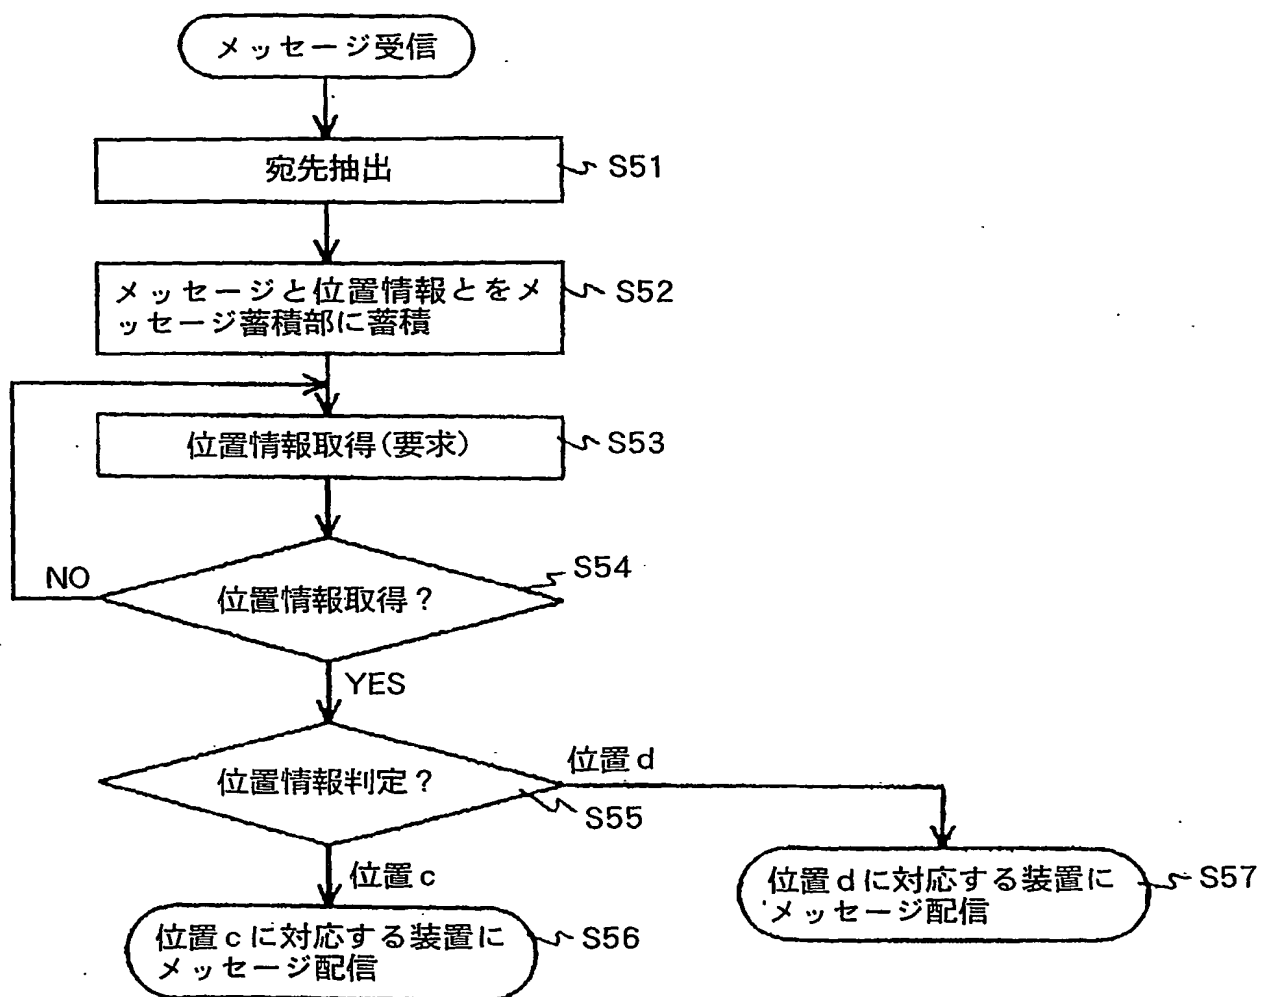 メッセージ受信
宛先抽出
S51
メッセージと位置情報とをメ
ッセージ蓄積部に蓄積
S52
位置情報取得(要求)
S53
位置情報取得?
S54
NO
YES
位置情報判定?
S55
位置d
位置c
位置dに対応する装置に
メッセージ配信
S57
位置cに対応する装置に
メッセージ配信
S56